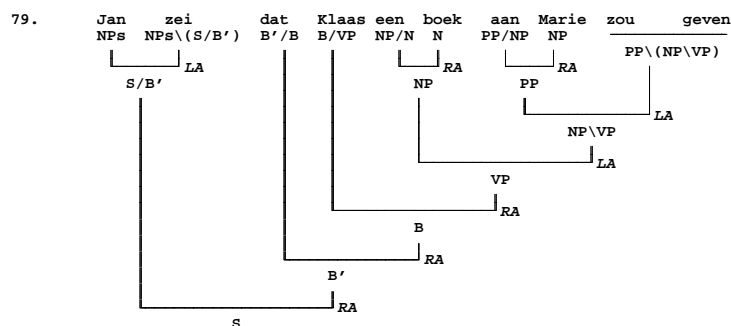 79. Jan zei dat Klaas een boek aan Marie zou geven
NPs NPs\(S/B') B'/B B/VP NP/N N PP/NP NP
PP\(NP\VP)
LA RA RA
S/B' NP PP
LA
NP\VP
LA
VP
RA
B
RA
B'
RA
S